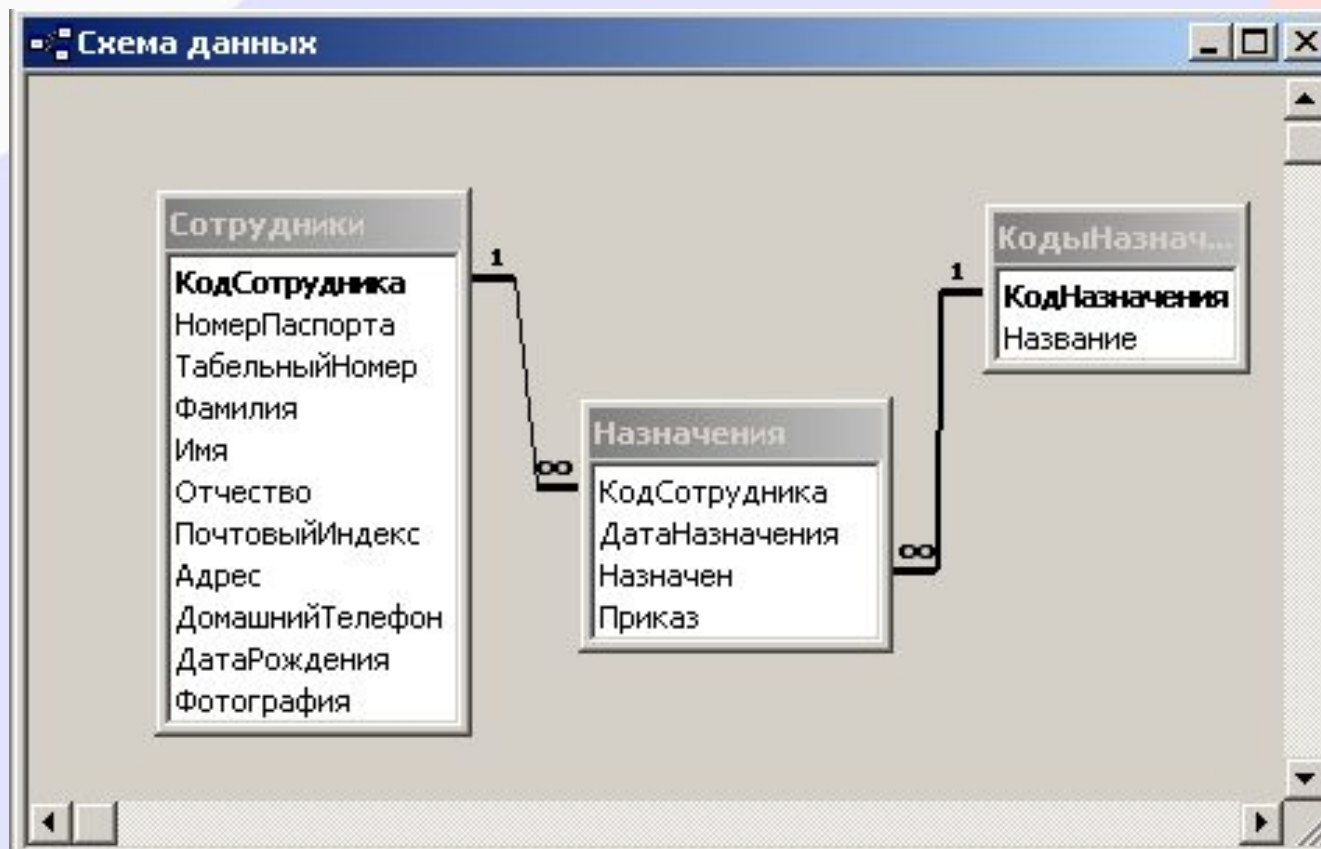 Схема данных
Сотрудники
КодСотрудника
НомерПаспорта
ТабельныйНомер
Фамилия
Имя
Отчество
ПочтовыйИндекс
Адрес
ДомашнийТелефон
ДатаРождения
Фотография
1
∞
Назначения
КодСотрудника
ДатаНазначения
Назначен
Приказ
∞
1
КодыНазнач...
КодНазначения
Название